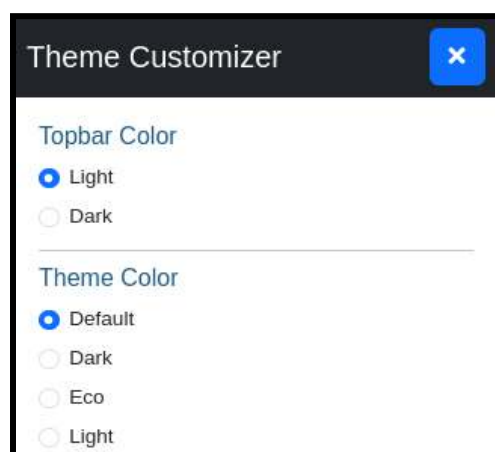 Theme Customizer
Topbar Color
Light
Dark
Theme Color
Default
Dark
Eco
Light